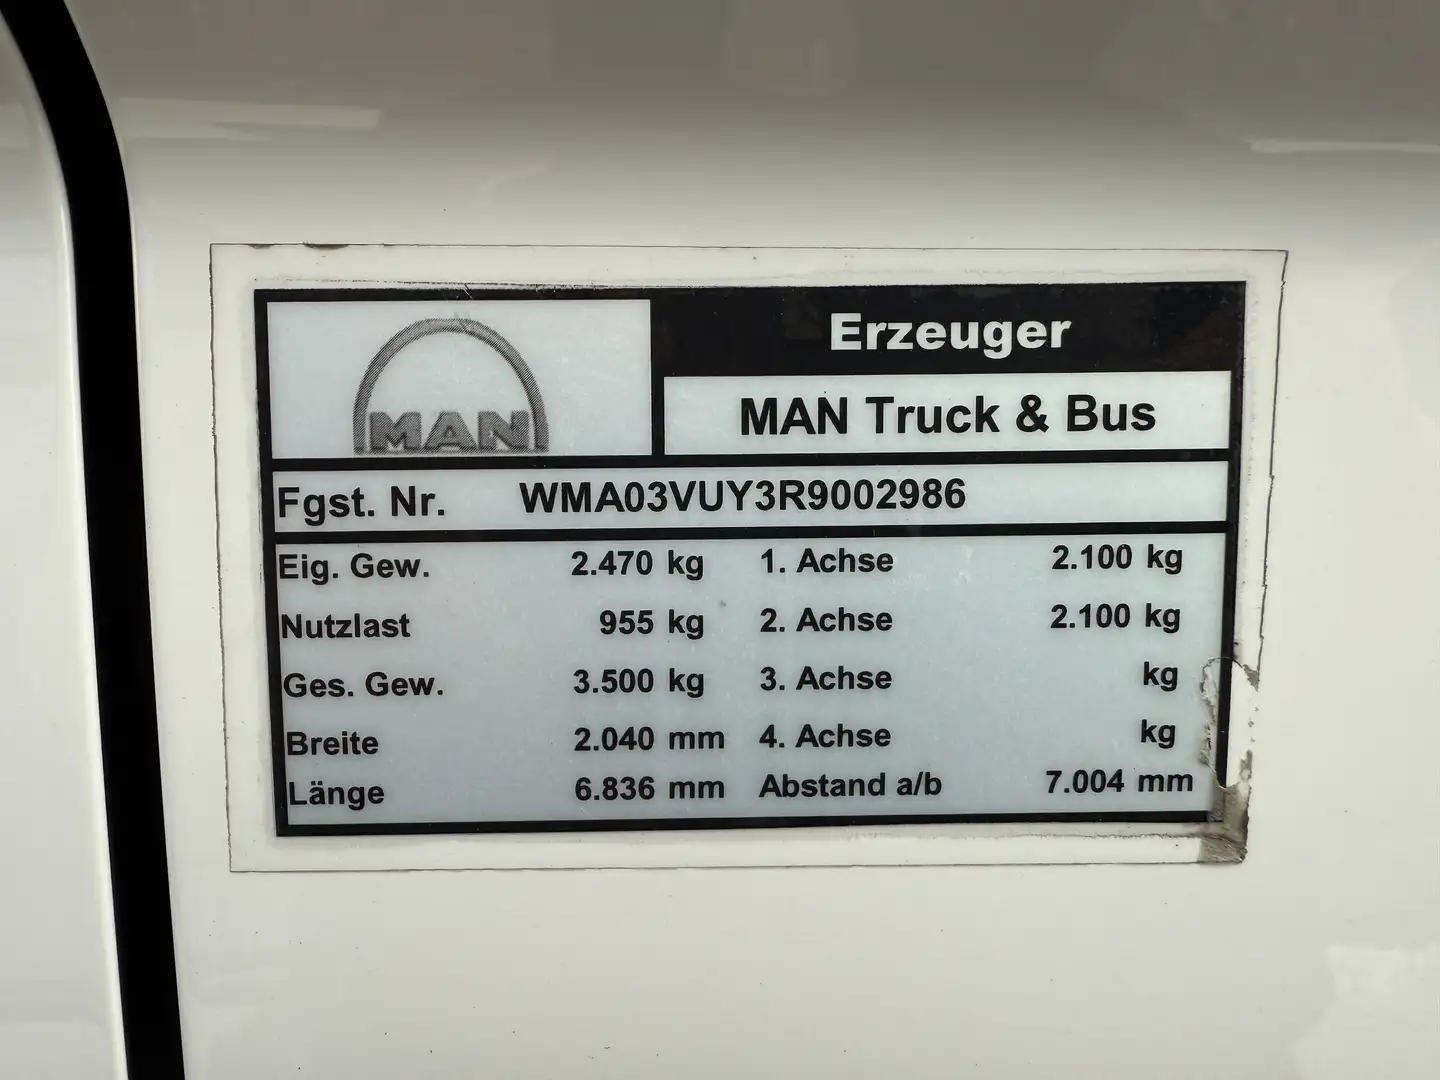 MAN
Erzeuger
MAN Truck & Bus
Fgst. Nr. WMA03VUY3R9002986
Eig. Gew. 2.470 kg 1. Achse 2.100 kg
Nutzlast 955 kg 2. Achse 2.100 kg
Ges. Gew. 3.500 kg 3. Achse kg
Breite 2.040 mm 4. Achse kg
Länge 6.836 mm Abstand a/b 7.004 mm